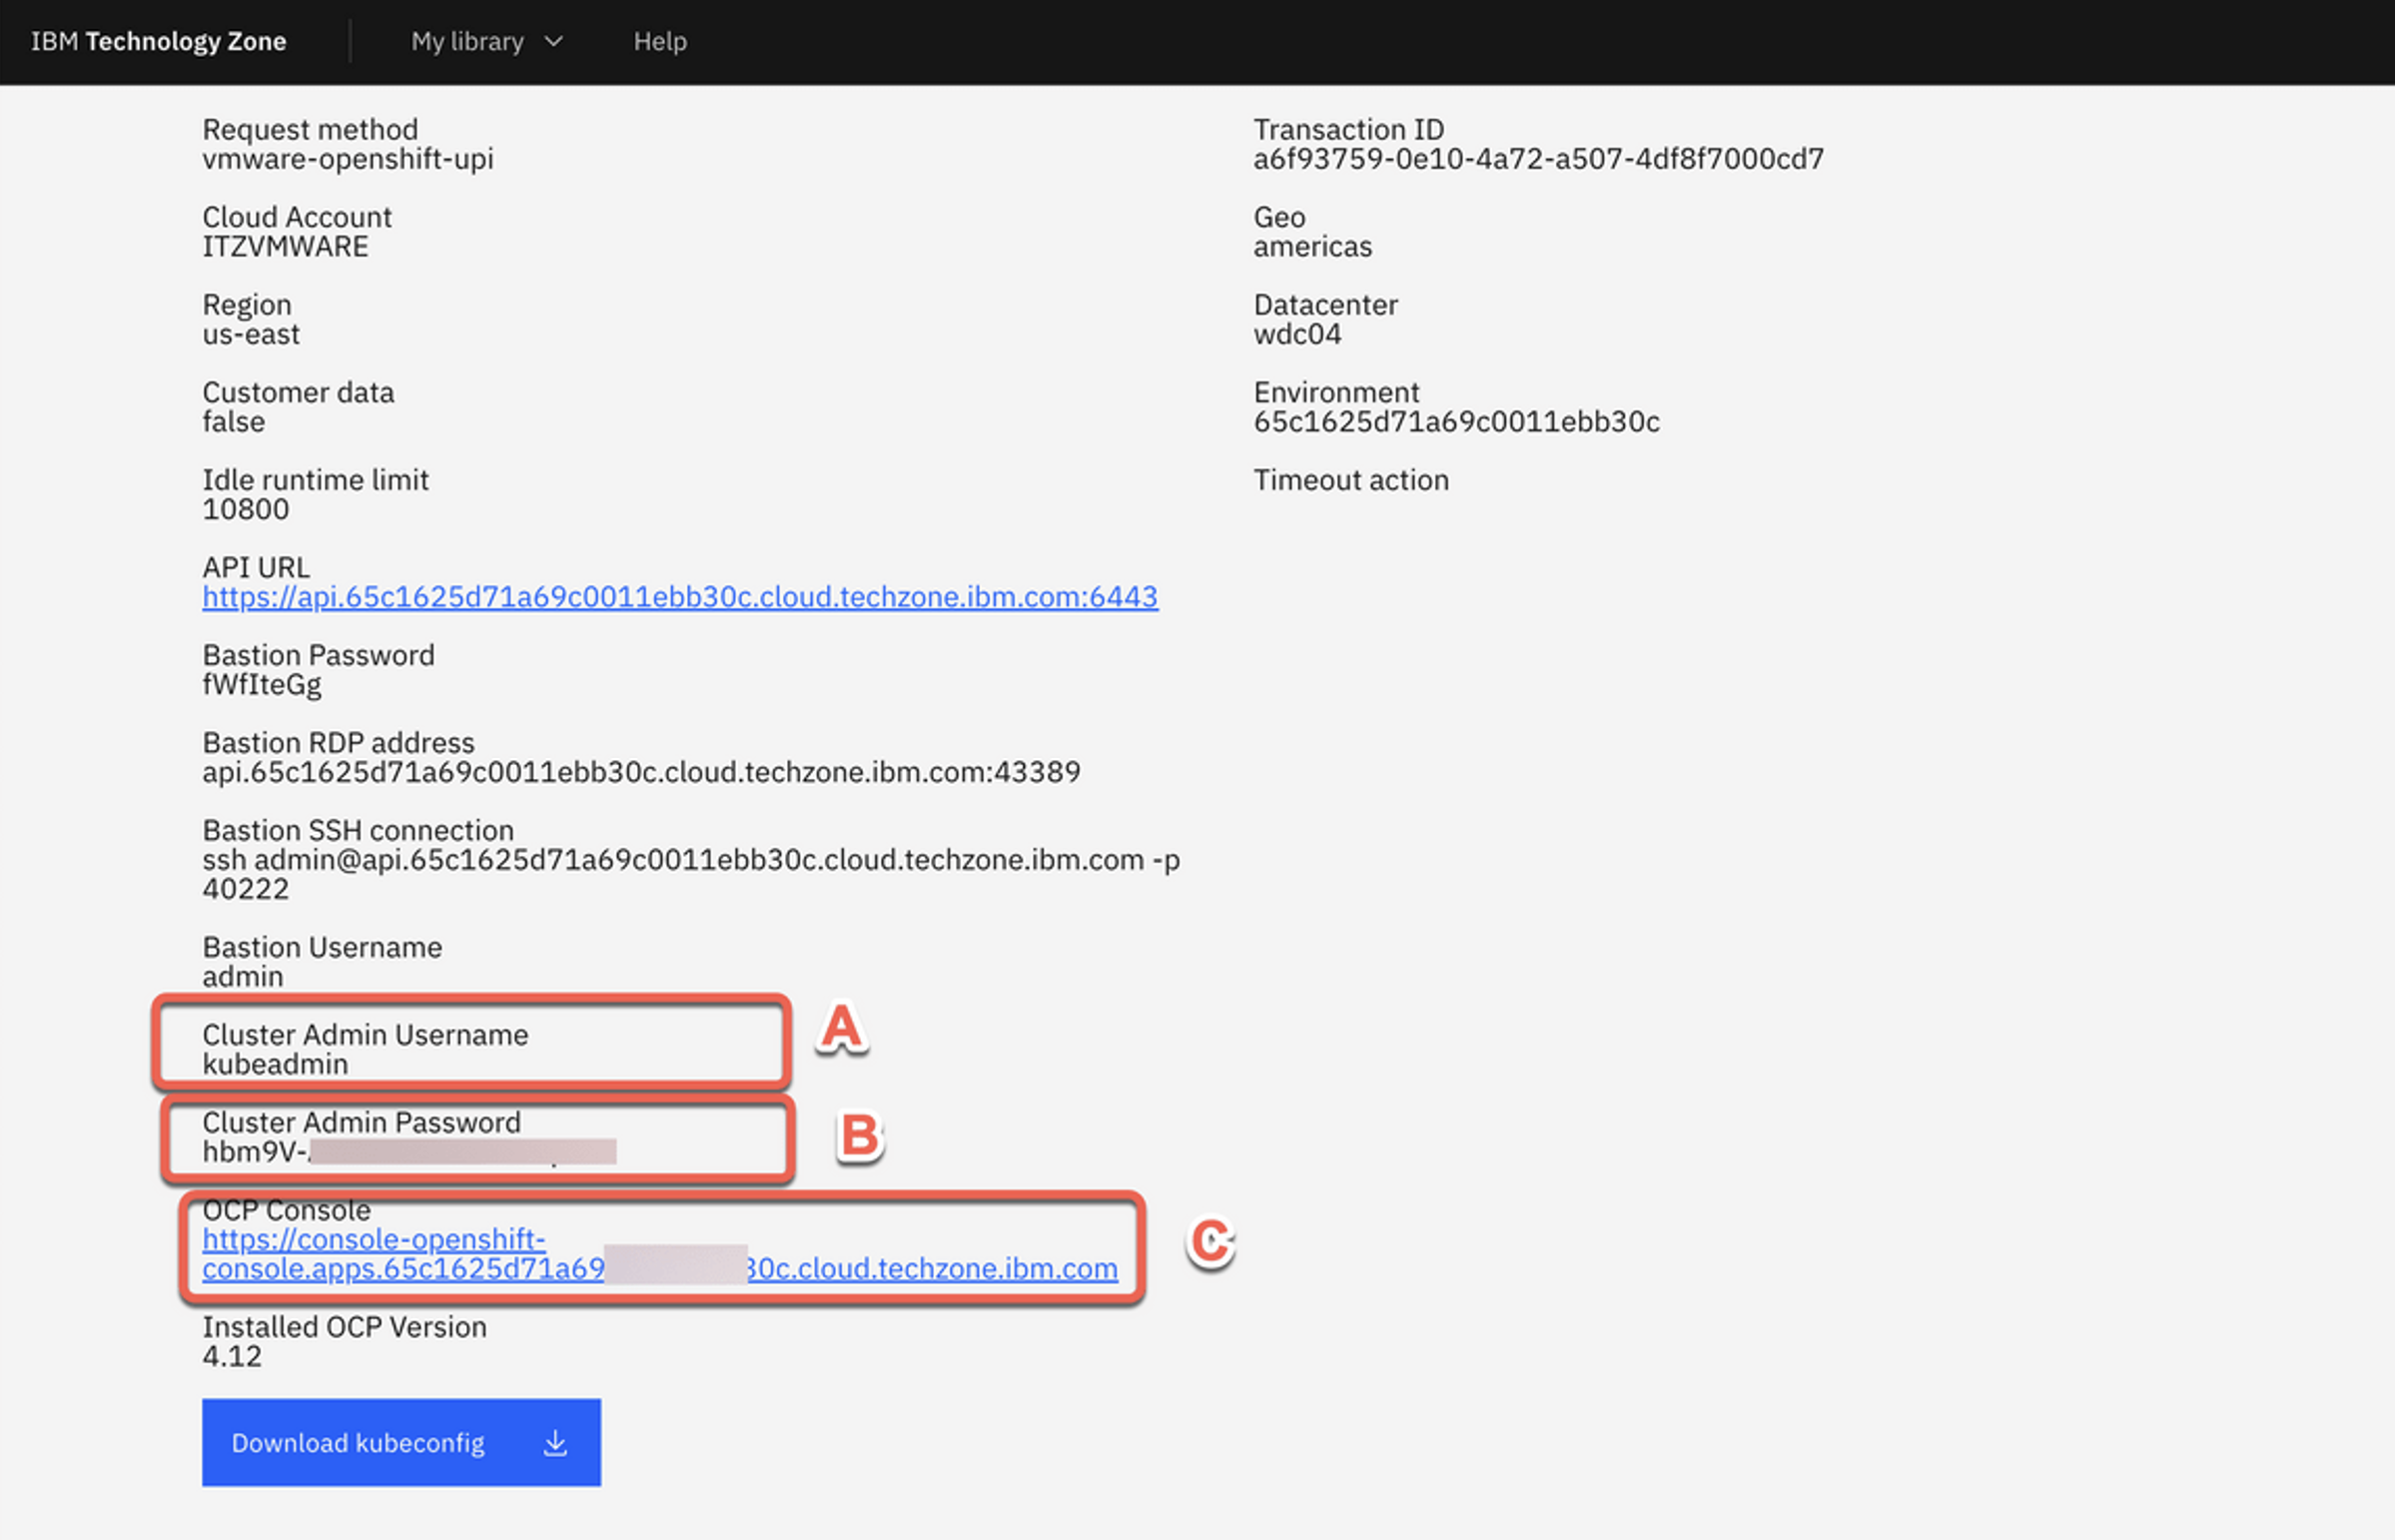 IBM Technology Zone
My library
Help
Request method
vmware-openshift-upi
Transaction ID
a6f93759-0e10-4a72-a507-4df8f7000cd7
Cloud Account
ITZVMWARE
Geo
americas
Region
us-east
Datacenter
wdc04
Customer data
false
Environment
65c1625d71a69c0011ebb30c
Idle runtime limit
10800
Timeout action
API URL
https://api.65c1625d71a69c0011ebb30c.cloud.techzone.ibm.com:6443
Bastion Password
fWfIteGg
Bastion RDP address
api.65c1625d71a69c0011ebb30c.cloud.techzone.ibm.com:43389
Bastion SSH connection
ssh admin@api.65c1625d71a69c0011ebb30c.cloud.techzone.ibm.com -p
40222
Bastion Username
admin
Cluster Admin Username
kubeadmin
A
Cluster Admin Password
hbm9V-
B
OCP Console
https://console-openshift-
console.apps.65c1625d71a69 30c.cloud.techzone.ibm.com
C
Installed OCP Version
4.12
Download kubeconfig